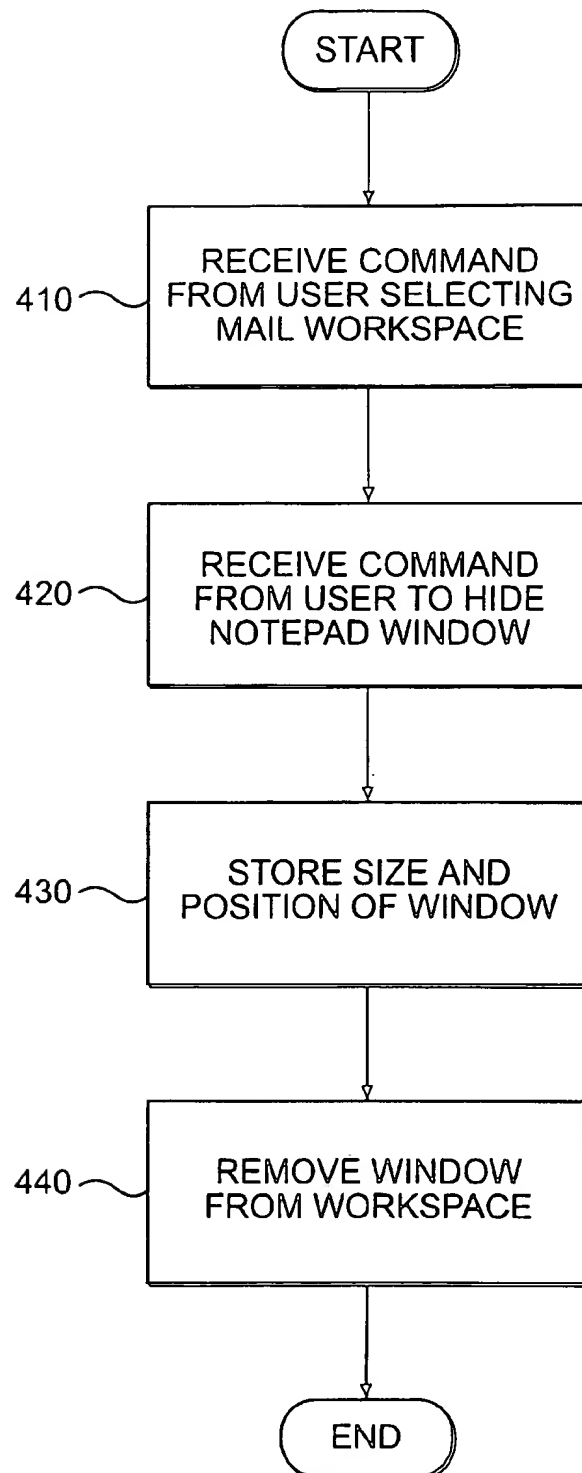 START
410
RECEIVE COMMAND
FROM USER SELECTING
MAIL WORKSPACE
420
RECEIVE COMMAND
FROM USER TO HIDE
NOTEPAD WINDOW
430
STORE SIZE AND
POSITION OF WINDOW
440
REMOVE WINDOW
FROM WORKSPACE
END